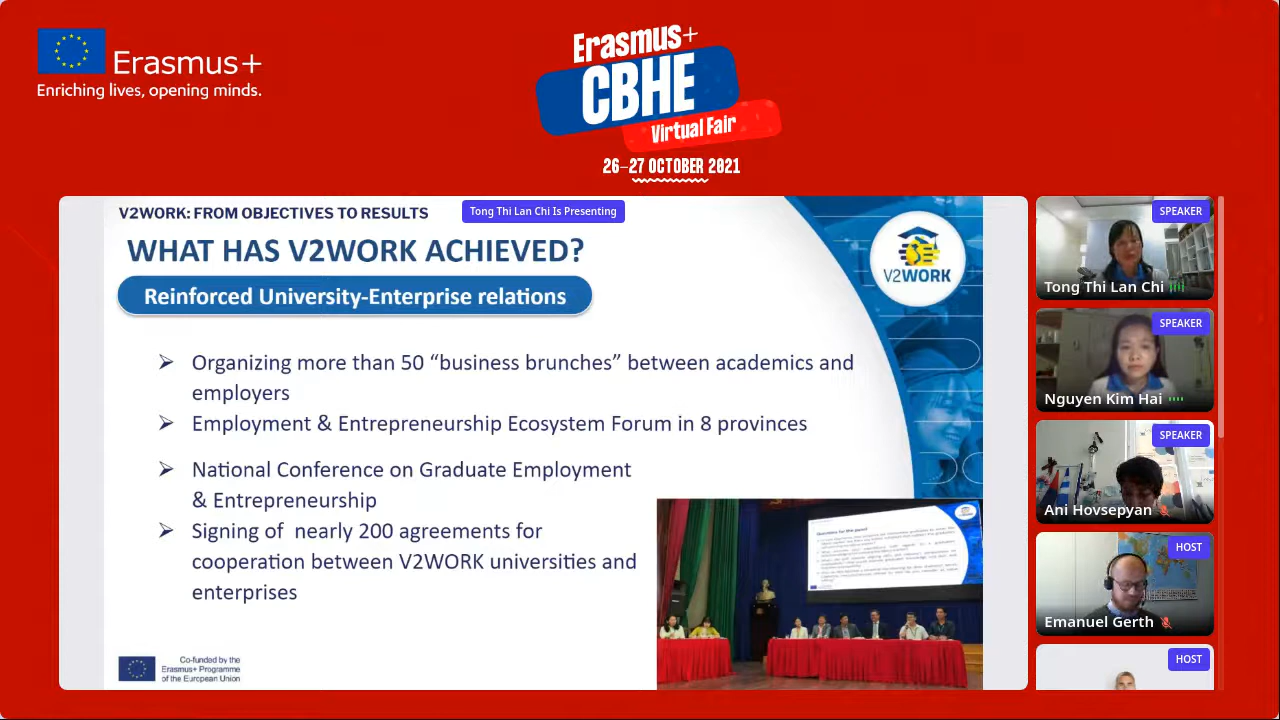 Erasmus+
Enriching lives, opening minds.
Erasmus+
CBHE
Virtual Fair
26–27 OCTOBER 2021
V2WORK: FROM OBJECTIVES TO RESULTS
Tong Thi Lan Chi Is Presenting
WHAT HAS V2WORK ACHIEVED?
Reinforced University-Enterprise relations
V2WORK
Organizing more than 50 “business brunches” between academics and
employers
Employment & Entrepreneurship Ecosystem Forum in 8 provinces
National Conference on Graduate Employment
& Entrepreneurship
Signing of nearly 200 agreements for
cooperation between V2WORK universities and
enterprises
Co-funded by the
Erasmus+ Programme
of the European Union
SPEAKER
Tong Thi Lan Chi
SPEAKER
Nguyen Kim Hai
SPEAKER
Ani Hovsepyan
HOST
Emanuel Gerth
HOST